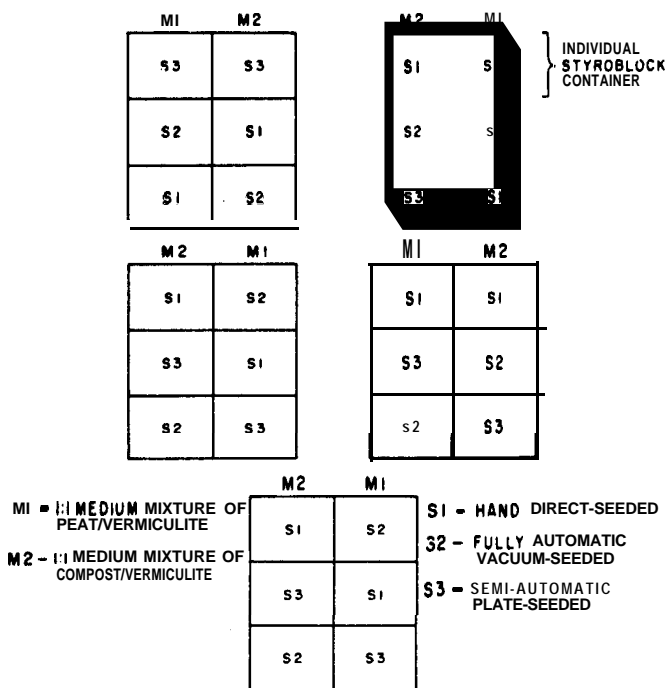 M1 M2
S3 S3
S2 S1
S1 S2
M2 M1
S1 S
S2 s
S3 S1
INDIVIDUAL
STYROBLOCK
CONTAINER
M2 M1
S1 S2
S3 S1
S2 S3
M1 M2
S1 S1
S3 S2
s2 S3
M1 = 1:1 MEDIUM MIXTURE OF
PEAT/VERMICULITE
M2 - 1:1 MEDIUM MIXTURE OF
COMPOST/VERMICULITE
M2 M1
S1 S2
S3 S1
S2 S3
S1 - HAND DIRECT-SEEDED
S2 - FULLY AUTOMATIC
VACUUM-SEEDED
S3 - SEMI-AUTOMATIC
PLATE-SEEDED